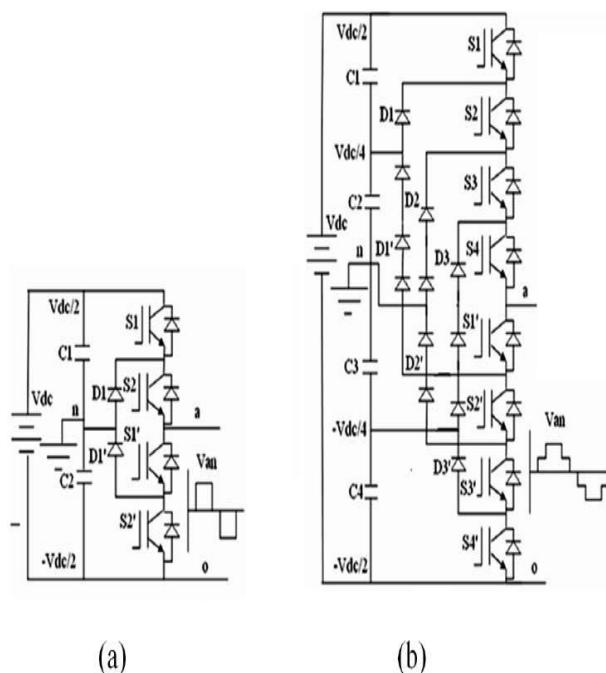 Vdc/2
S1
C1
D1
S2
Vdc
n
a
D1'
S1'
C2
Van
S2'
-Vdc/2
o
(a)
Vdc/2
S1
C1
D1
S2
Vdc/4
S3
C2
D2
Vdc
D1'
D3
S4
n
a
S1'
C3
D2'
S2'
-Vdc/4
Van
D3'
S3'
C4
S4'
-Vdc/2
o
(b)